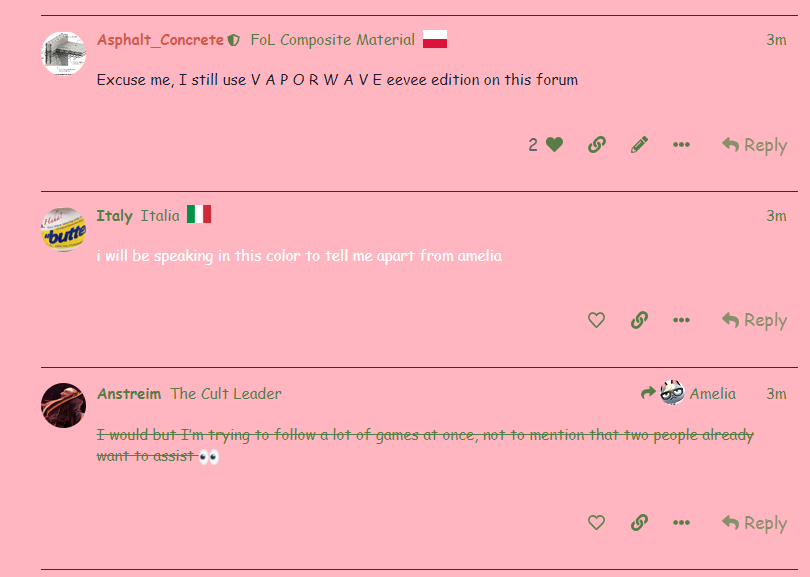 Asphalt_Concrete FoL Composite Material 3m
Excuse me, I still use V A P O R W A V E eevee edition on this forum
2 Reply
Italy Italia 3m
"butte
i will be speaking in this color to tell me apart from amelia
Reply
Anstreim The Cult Leader Amelia 3m
I would but I'm trying to follow a lot of games at once, not to mention that two people already
want to assist 👀
Reply